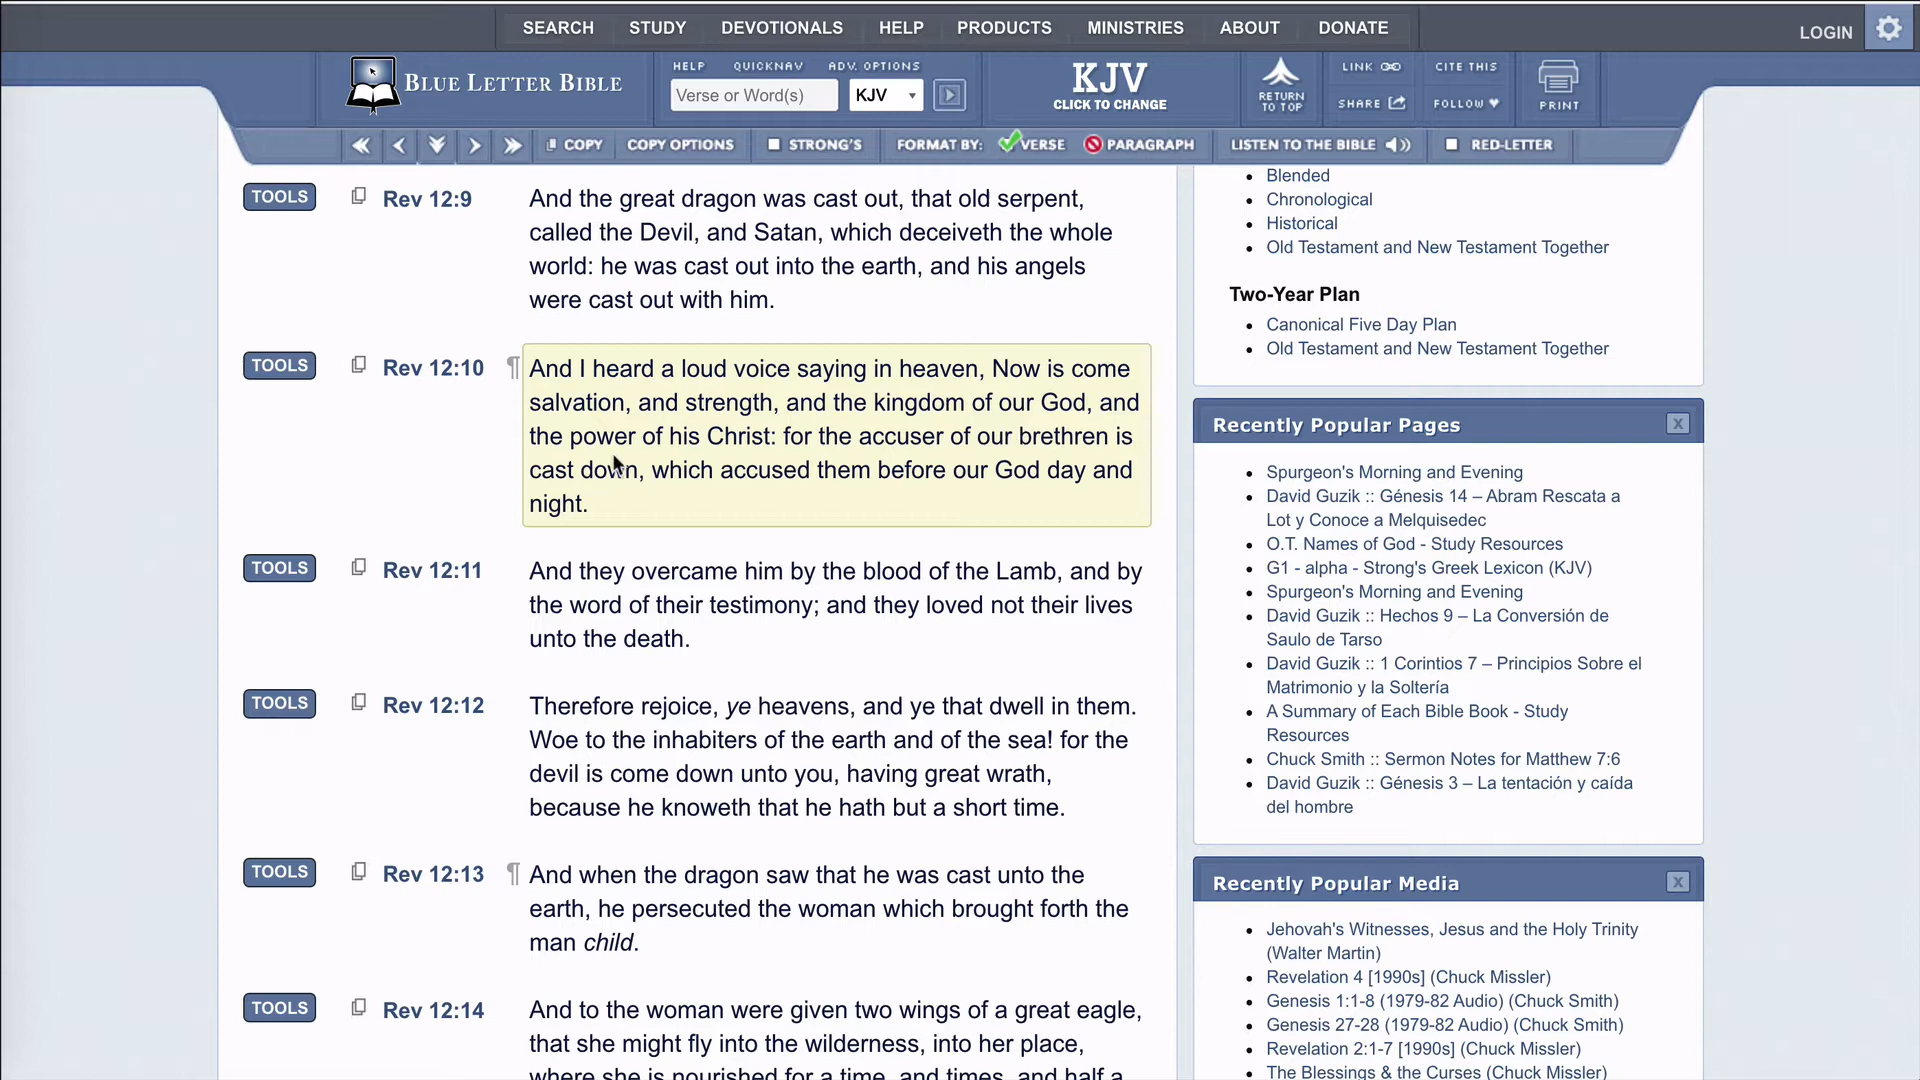 SEARCH STUDY DEVOTIONALS HELP PRODUCTS MINISTRIES ABOUT DONATE
LOGIN
BLUE LETTER BIBLE
HELP QUICKNAV ADV. OPTIONS
Verse or Word(s) KJV
KJV
CLICK TO CHANGE
RETURN
TO TOP
LINK CITE THIS
SHARE FOLLOW
PRINT
COPY COPY OPTIONS STRONG'S FORMAT BY: VERSE PARAGRAPH LISTEN TO THE BIBLE RED-LETTER
TOOLS Rev 12:9 And the great dragon was cast out, that old serpent,
called the Devil, and Satan, which deceiveth the whole
world: he was cast out into the earth, and his angels
were cast out with him.
TOOLS Rev 12:10 ¶ And I heard a loud voice saying in heaven, Now is come
salvation, and strength, and the kingdom of our God, and
the power of his Christ: for the accuser of our brethren is
cast down, which accused them before our God day and
night.
TOOLS Rev 12:11 And they overcame him by the blood of the Lamb, and by
the word of their testimony; and they loved not their lives
unto the death.
TOOLS Rev 12:12 Therefore rejoice, ye heavens, and ye that dwell in them.
Woe to the inhabiters of the earth and of the sea! for the
devil is come down unto you, having great wrath,
because he knoweth that he hath but a short time.
TOOLS Rev 12:13 ¶ And when the dragon saw that he was cast unto the
earth, he persecuted the woman which brought forth the
man child.
TOOLS Rev 12:14 And to the woman were given two wings of a great eagle,
that she might fly into the wilderness, into her place,
where she is nourished for a time, and times, and half a
Blended
Chronological
Historical
Old Testament and New Testament Together
Two-Year Plan
Canonical Five Day Plan
Old Testament and New Testament Together
Recently Popular Pages X
Spurgeon's Morning and Evening
David Guzik :: Génesis 14 – Abram Rescata a
Lot y Conoce a Melquisedec
O.T. Names of God - Study Resources
G1 - alpha - Strong's Greek Lexicon (KJV)
Spurgeon's Morning and Evening
David Guzik :: Hechos 9 – La Conversión de
Saulo de Tarso
David Guzik :: 1 Corintios 7 – Principios Sobre el
Matrimonio y la Soltería
A Summary of Each Bible Book - Study
Resources
Chuck Smith :: Sermon Notes for Matthew 7:6
David Guzik :: Génesis 3 – La tentación y caída
del hombre
Recently Popular Media X
Jehovah's Witnesses, Jesus and the Holy Trinity
(Walter Martin)
Revelation 4 [1990s] (Chuck Missler)
Genesis 1:1-8 (1979-82 Audio) (Chuck Smith)
Genesis 27-28 (1979-82 Audio) (Chuck Smith)
Revelation 2:1-7 [1990s] (Chuck Missler)
The Blessings & the Curses (Chuck Missler)